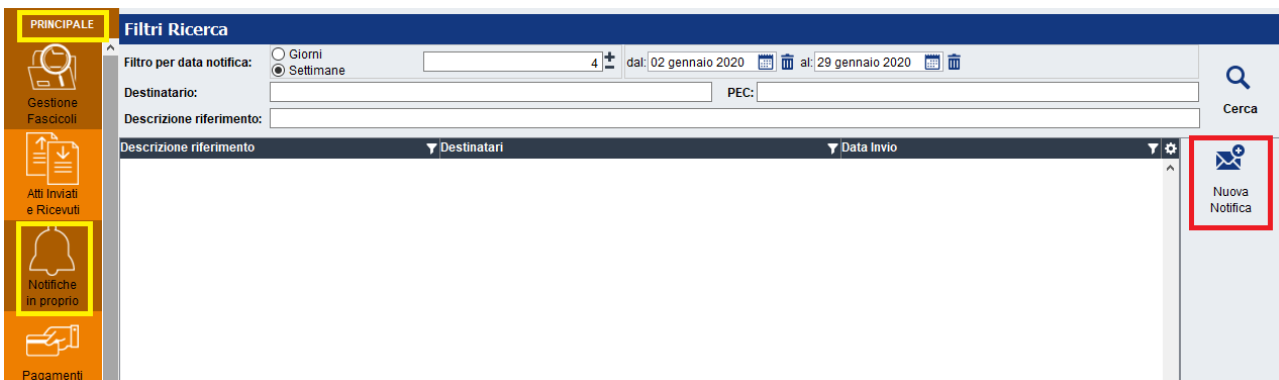 PRINCIPALE
Gestione
Fascicoli
Atti Inviati
e Ricevuti
Notifiche
in proprio
Pagamenti
Filtri Ricerca
Filtro per data notifica:
Giorni
Settimane
4
dal: 02 gennaio 2020
al: 29 gennaio 2020
Destinatario:
PEC:
Descrizione riferimento:
Cerca
Descrizione riferimento
Destinatari
Data Invio
Nuova
Notifica